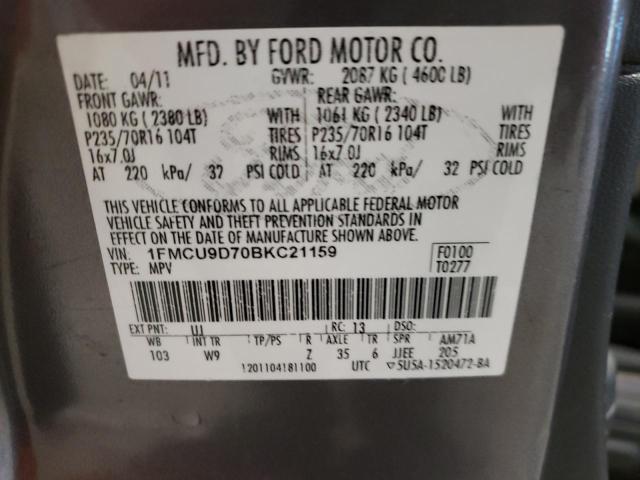 MFD. BY FORD MOTOR CO.
DATE: 04/11 GVWR: 2087 KG ( 4600 LB)
FRONT GAWR: REAR GAWR:
1080 KG ( 2380 LB) WITH 1061 KG ( 2340 LB) WITH
P235/70R16 104T TIRES P235/70R16 104T TIRES
16x7.0J RIMS 16x7.0J RIMS
AT 220 kPa/ 37 PSI COLD AT 220 kPa/ 32 PSI COLD
THIS VEHICLE CONFORMS TO ALL APPLICABLE FEDERAL MOTOR
VEHICLE SAFETY AND THEFT PREVENTION STANDARDS IN
EFFECT ON THE DATE OF MANUFACTURE SHOWN ABOVE.
VIN: 1FMCU9D70BKC21159 F0100
TYPE: MPV T0277
EXT PNT: UJ RC: 13 DSO:
WB INT TR TP/PS R AXLE TR SPR AM71A
103 W9 Z 35 6 JJEE 205
1201104181100 UTC 5U5A-1520472-BA